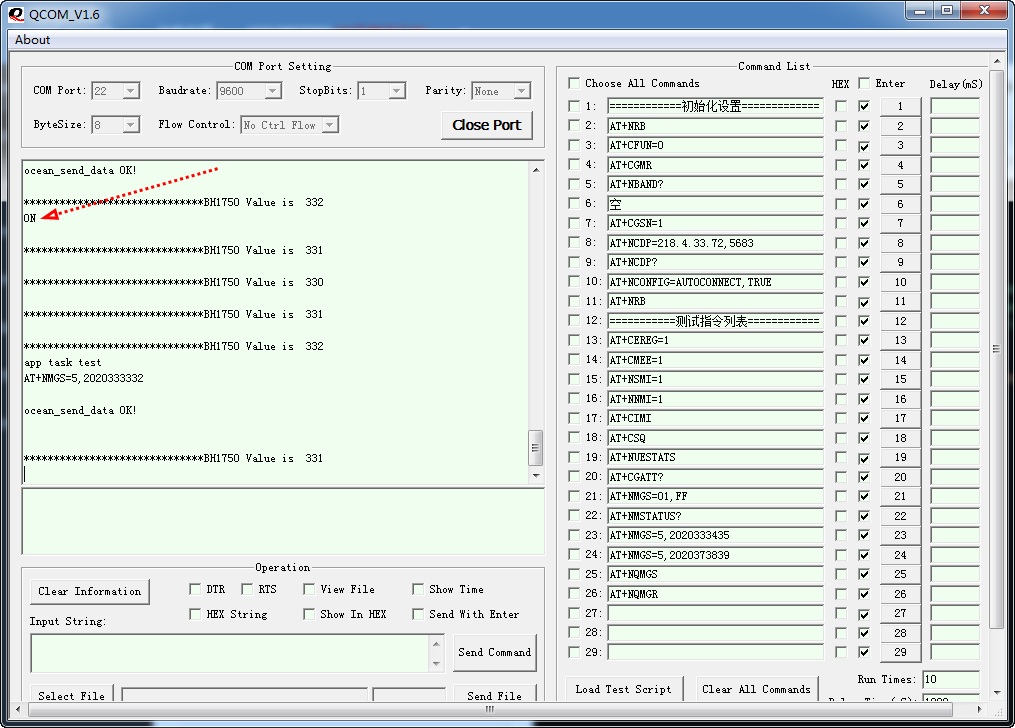 QCOM_V1.6
About
COM Port Setting
COM Port: 22 Baudrate: 9600 StopBits: 1 Parity: None
ByteSize: 8 Flow Control: No Ctrl Flow Close Port
ocean_send_data OK!
******************************BH1750 Value is 332
ON
******************************BH1750 Value is 331
******************************BH1750 Value is 330
******************************BH1750 Value is 331
******************************BH1750 Value is 332
app task test
AT+NMGS=5,2020333332
ocean_send_data OK!
******************************BH1750 Value is 331
Operation
Clear Information DTR RTS View File Show Time
HEX String Show In HEX Send With Enter
Input String:
Send Command
Select File Send File
Command List
Choose All Commands HEX Enter Delay(mS)
1: ============初始化设置============= 1
2: AT+NRB 2
3: AT+CFUN=0 3
4: AT+CGMR 4
5: AT+NBAND? 5
6: 空 6
7: AT+CGSN=1 7
8: AT+NCDP=218.4.33.72,5683 8
9: AT+NCDP? 9
10: AT+NCONFIG=AUTOCONNECT,TRUE 10
11: AT+NRB 11
12: ===========测试指令列表============ 12
13: AT+CEREG=1 13
14: AT+CMEE=1 14
15: AT+NSMI=1 15
16: AT+NNMI=1 16
17: AT+CIMI 17
18: AT+CSQ 18
19: AT+NUESTATS 19
20: AT+CGATT? 20
21: AT+NMGS=01,FF 21
22: AT+NMSTATUS? 22
23: AT+NMGS=5,2020333435 23
24: AT+NMGS=5,2020373839 24
25: AT+NQMGS 25
26: AT+NQMGR 26
27: 27
28: 28
29: 29
Run Times: 10
Load Test Script Clear All Commands